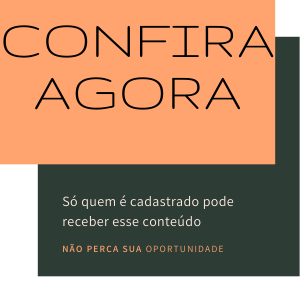 CONFIRA
AGORA
Só quem é cadastrado pode
receber esse conteúdo
NÃO PERCA SUA OPORTUNIDADE